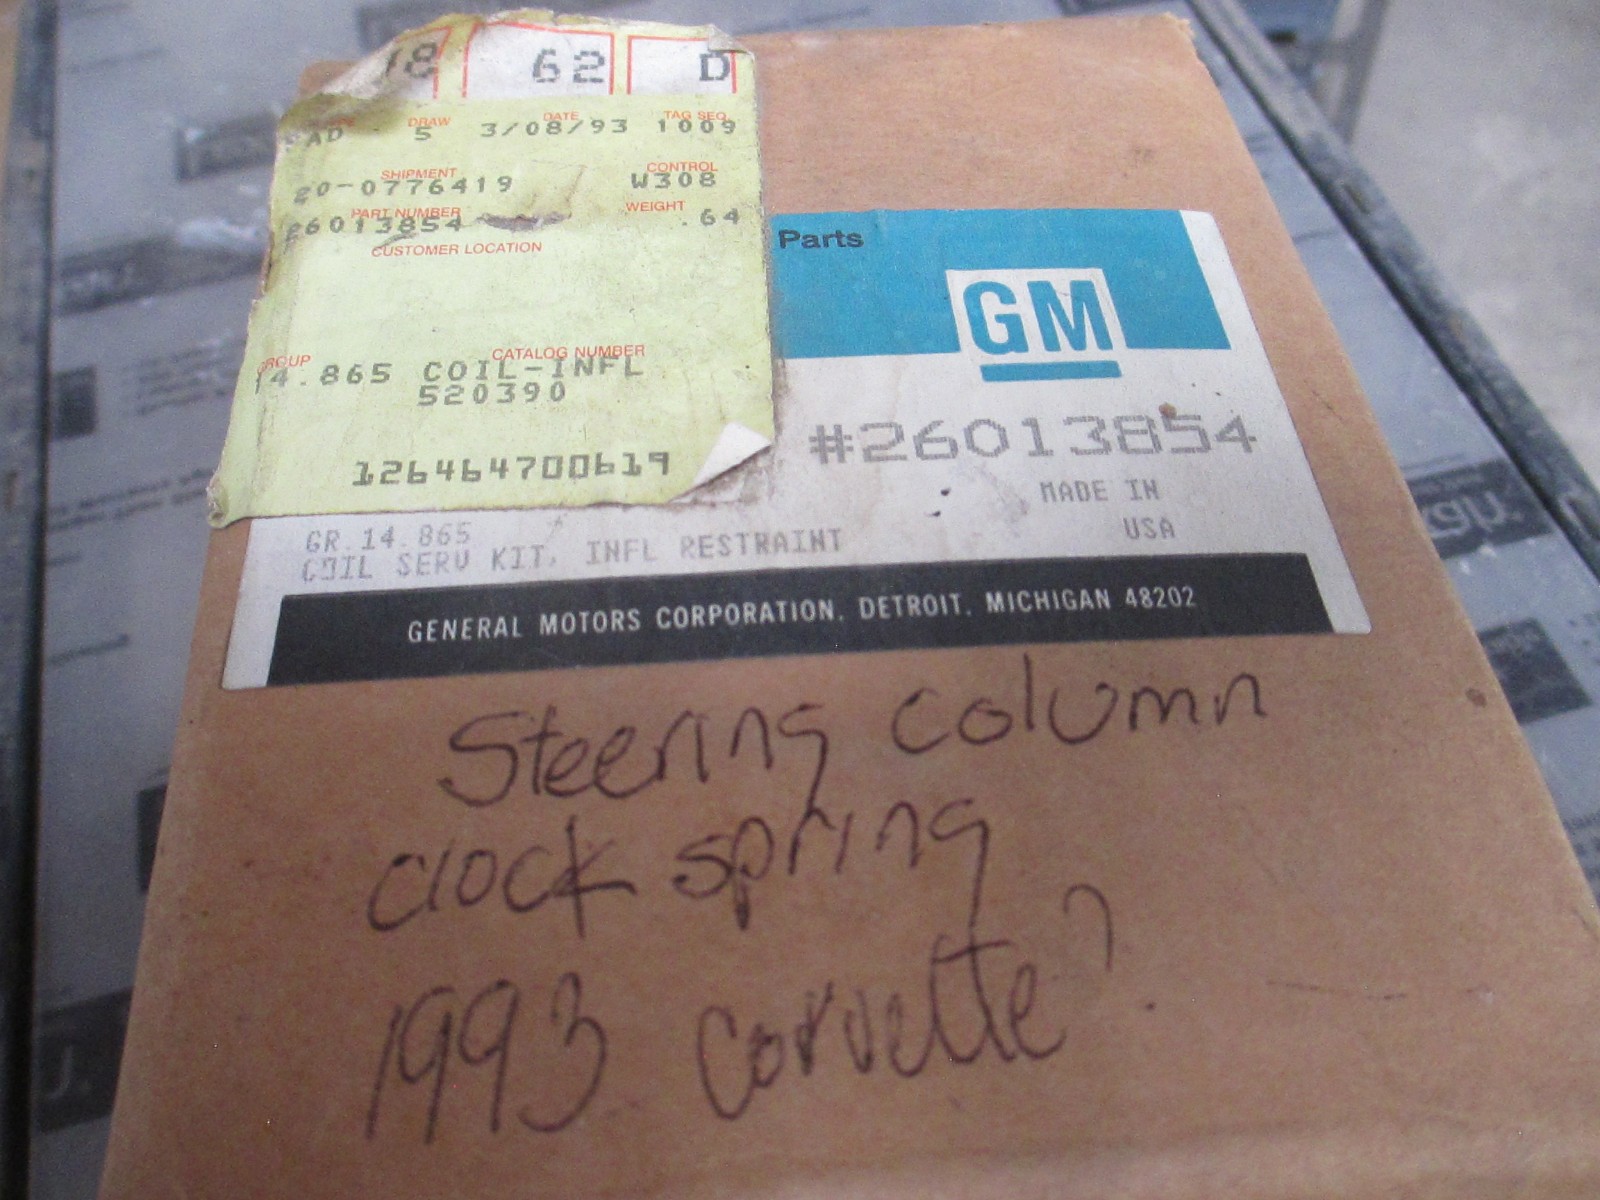 78 62 D
DRAW DATE TAG SEQ.
AD 5 3/08/93 1009
SHIPMENT CONTROL
20-0776419 W308
PART NUMBER WEIGHT
26013854 .64
CUSTOMER LOCATION
GROUP CATALOG NUMBER
14.865 COIL-INFL
520390
126464700619
Parts
GM
#26013854
MADE IN
USA
GR.14.865
COIL SERV KIT, INFL RESTRAINT
GENERAL MOTORS CORPORATION, DETROIT, MICHIGAN 48202
Steering column
clock spring
1993 corvette?